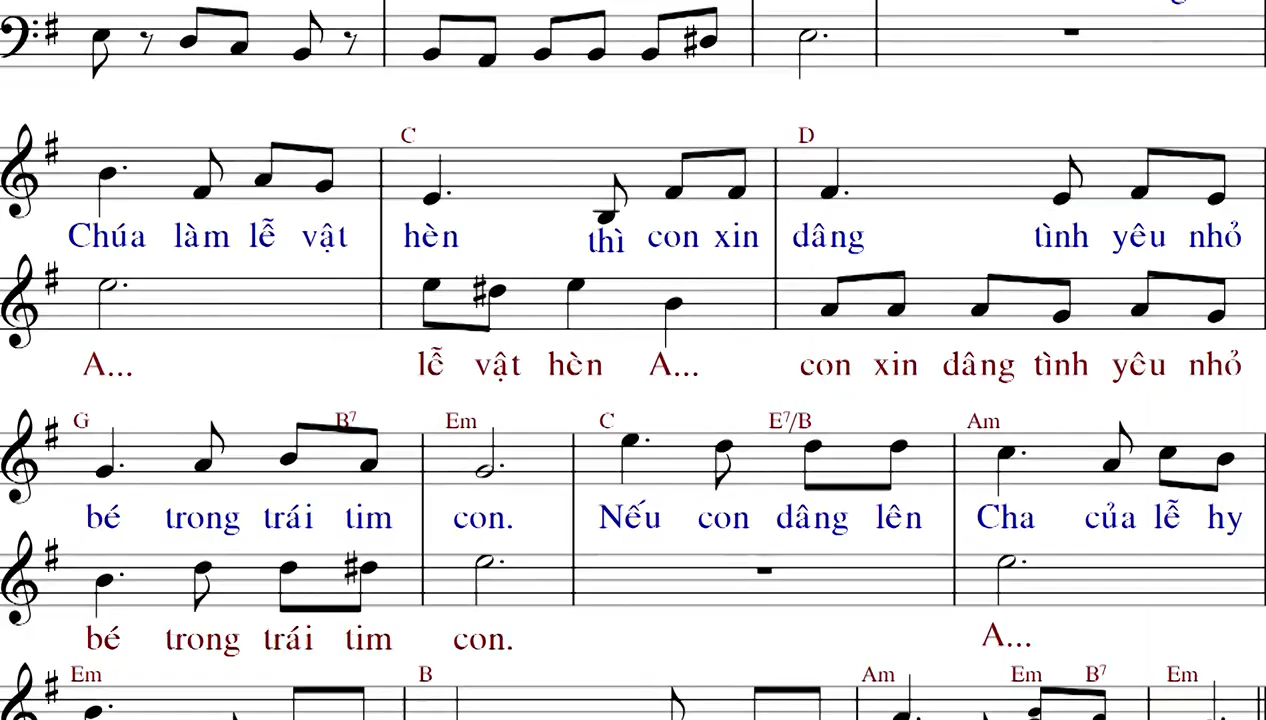 C D
Chúa làm lễ vật hèn thì con xin dâng tình yêu nhỏ
A... lễ vật hèn A... con xin dâng tình yêu nhỏ
G B7 Em C E7/B Am
bé trong trái tim con. Nếu con dâng lên Cha của lễ hy
bé trong trái tim con. A...
Em B Am Em B7 Em